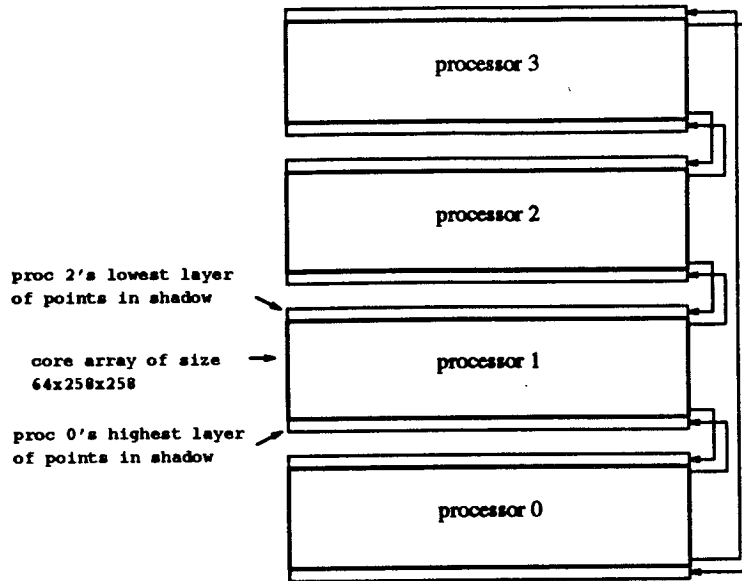 processor 3
processor 2
proc 2's lowest layer
of points in shadow
core array of size
64x258x258
processor 1
proc 0's highest layer
of points in shadow
processor 0